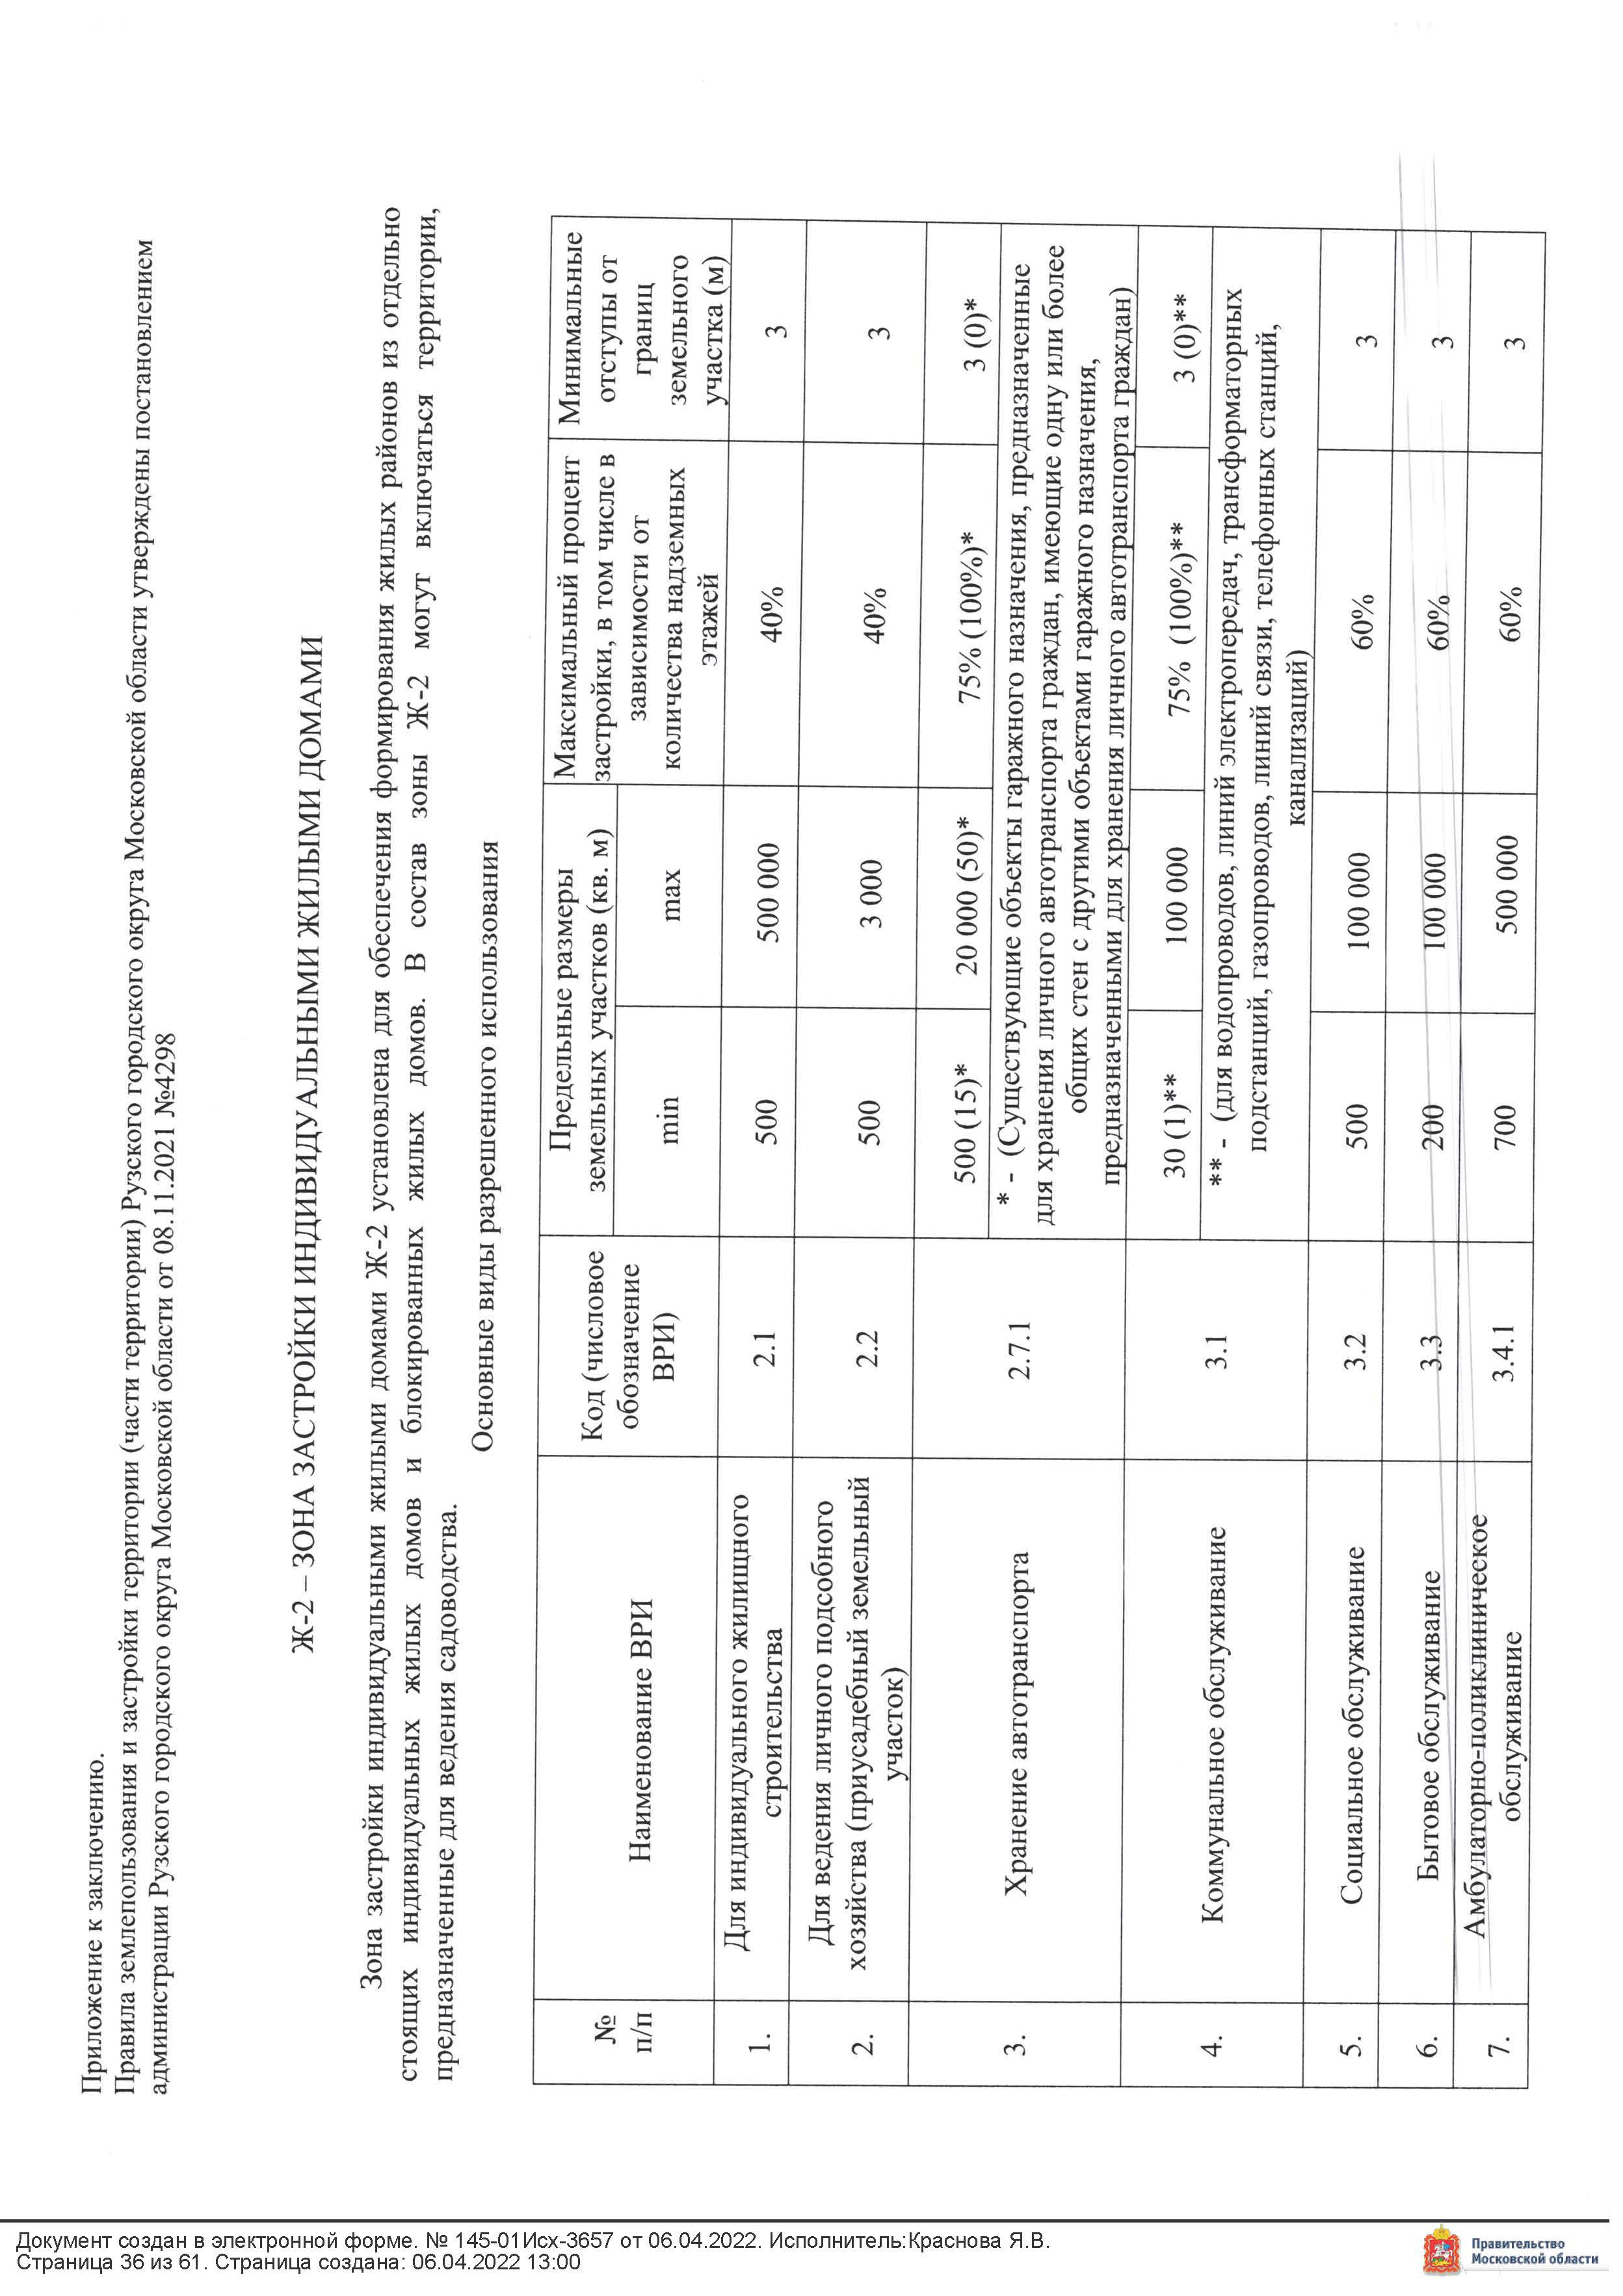 Приложение к заключению.
Правила землепользования и застройки территории (части территории) Рузского городского округа Московской области утверждены постановлением
администрации Рузского городского округа Московской области от 08.11.2021 №4298
Ж-2 – ЗОНА ЗАСТРОЙКИ ИНДИВИДУАЛЬНЫМИ ЖИЛЫМИ ДОМАМИ
Зона застройки индивидуальными жилыми домами Ж-2 установлена для обеспечения формирования жилых районов из отдельно
стоящих индивидуальных жилых домов и блокированных жилых домов. В состав зоны Ж-2 могут включаться территории,
предназначенные для ведения садоводства.
Основные виды разрешенного использования
№
п/п
Наименование ВРИ
Код (числовое
обозначение
ВРИ)
Предельные размеры
земельных участков (кв. м)
min
max
Максимальный процент
застройки, в том числе в
зависимости от
количества надземных
этажей
Минимальные
отступы от
границ
земельного
участка (м)
1.
Для индивидуального жилищного
строительства
2.1
500
500 000
40%
3
2.
Для ведения личного подсобного
хозяйства (приусадебный земельный
участок)
2.2
500
3 000
40%
3
3.
Хранение автотранспорта
2.7.1
500 (15)*
20 000 (50)*
75% (100%)*
3 (0)*
* - (Существующие объекты гаражного назначения, предназначенные
для хранения личного автотранспорта граждан, имеющие одну или более
общих стен с другими объектами гаражного назначения,
предназначенными для хранения личного автотранспорта граждан)
4.
Коммунальное обслуживание
3.1
30 (1)**
100 000
75% (100%)**
3 (0)**
** - (для водопроводов, линий электропередач, трансформаторных
подстанций, газопроводов, линий связи, телефонных станций,
канализаций)
5.
Социальное обслуживание
3.2
500
100 000
60%
3
6.
Бытовое обслуживание
3.3
200
100 000
60%
3
7.
Амбулаторно-поликлиническое
обслуживание
3.4.1
700
500 000
60%
3
Документ создан в электронной форме. № 145-01Исх-3657 от 06.04.2022. Исполнитель:Краснова Я.В.
Страница 36 из 61. Страница создана: 06.04.2022 13:00
Правительство
Московской области